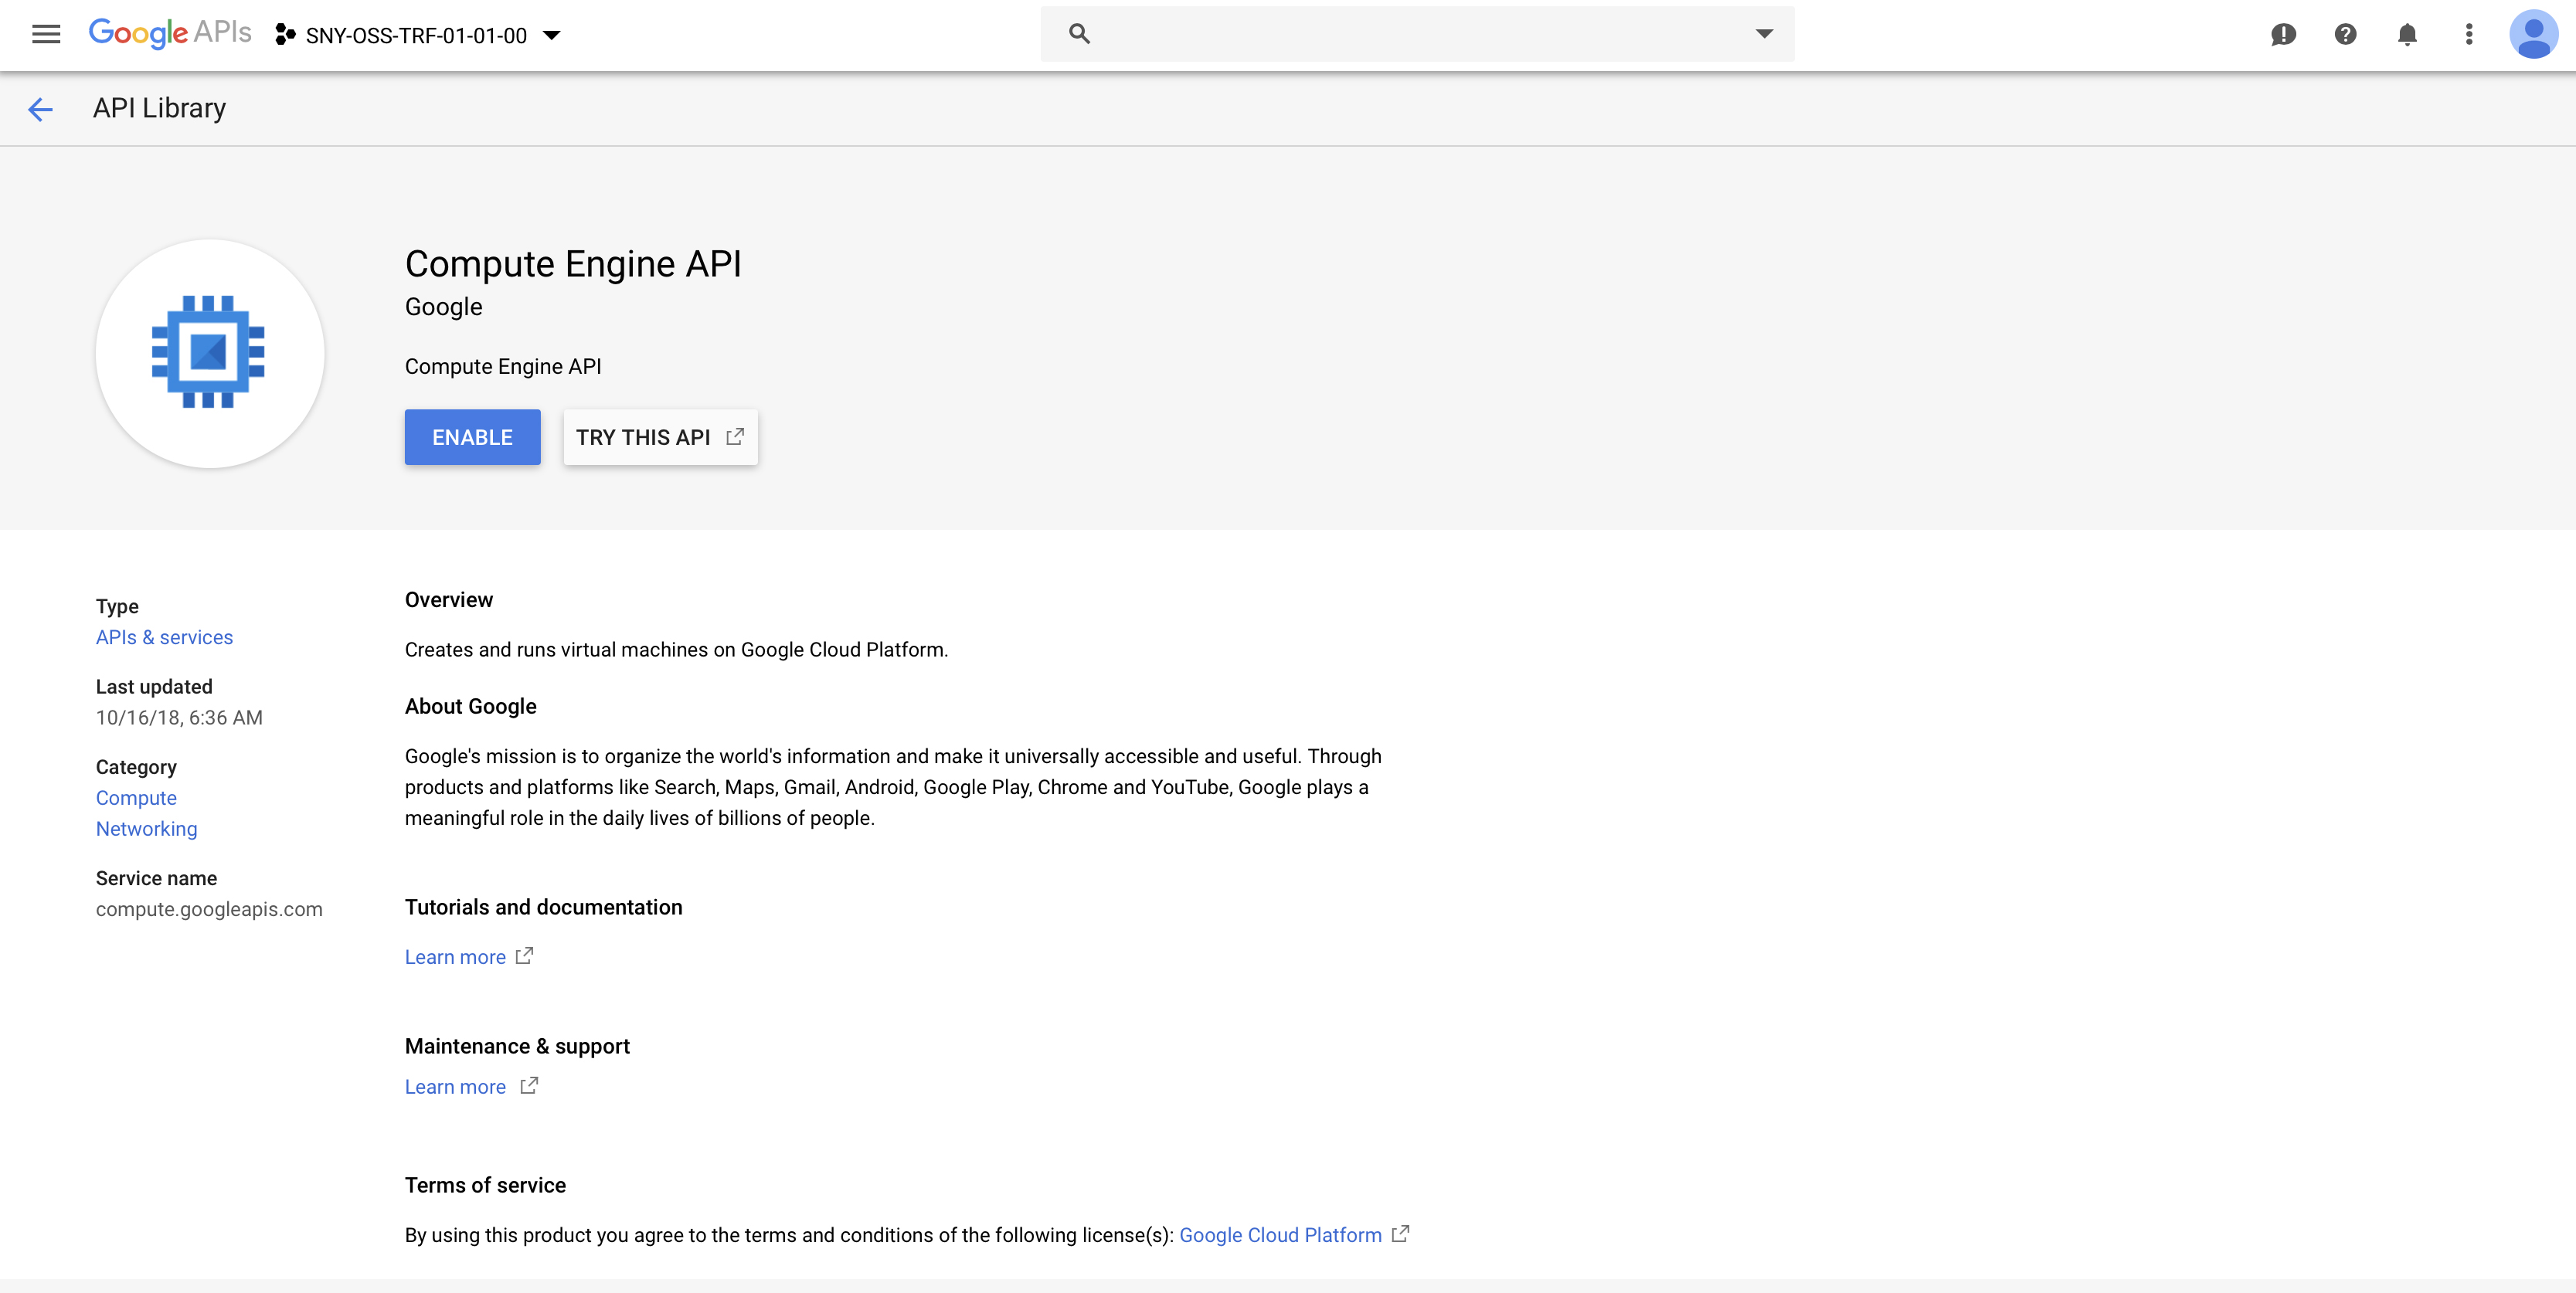 Google APIs
SNY-OSS-TRF-01-01-00
API Library
Compute Engine API
Google
Compute Engine API
ENABLE
TRY THIS API
Type
APIs & services
Last updated
10/16/18, 6:36 AM
Category
Compute
Networking
Service name
compute.googleapis.com
Overview
Creates and runs virtual machines on Google Cloud Platform.
About Google
Google's mission is to organize the world's information and make it universally accessible and useful. Through
products and platforms like Search, Maps, Gmail, Android, Google Play, Chrome and YouTube, Google plays a
meaningful role in the daily lives of billions of people.
Tutorials and documentation
Learn more
Maintenance & support
Learn more
Terms of service
By using this product you agree to the terms and conditions of the following license(s): Google Cloud Platform